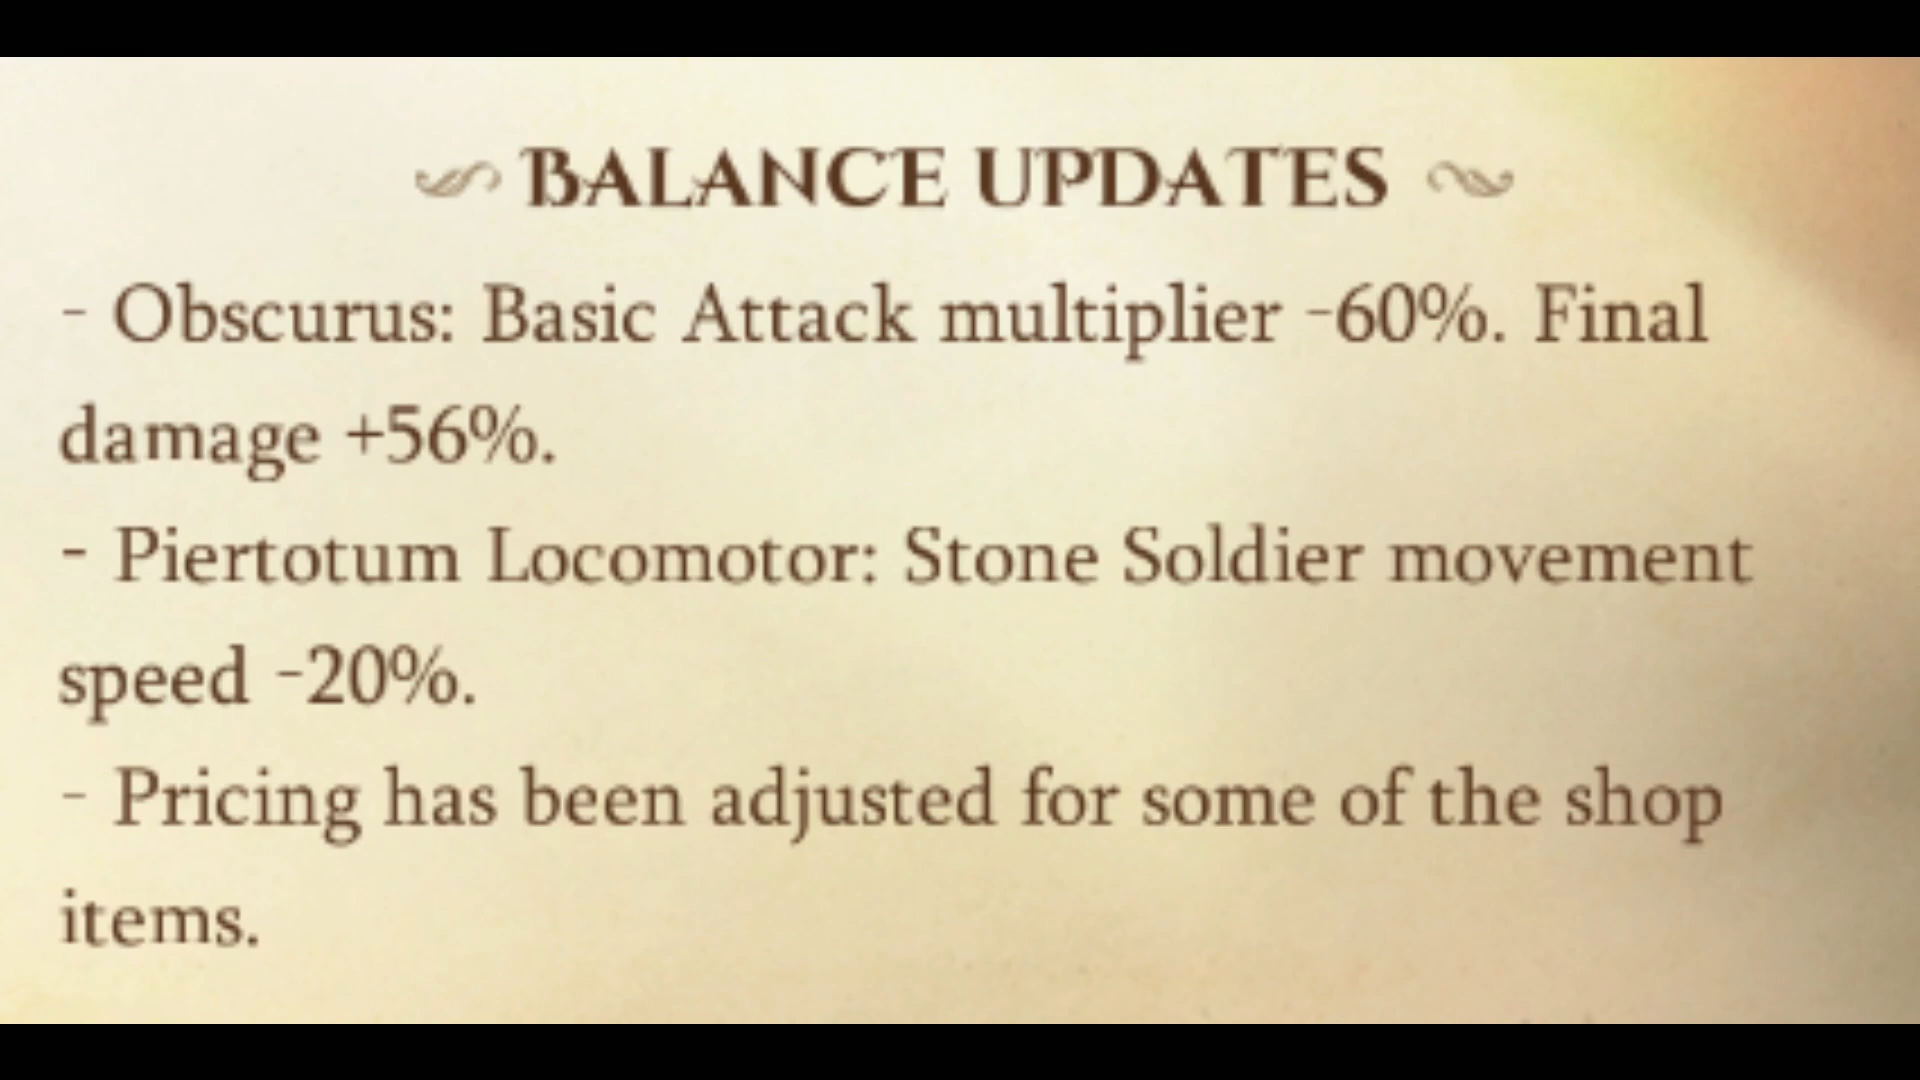 BALANCE UPDATES
- Obscurus: Basic Attack multiplier -60%. Final
damage +56%.
- Piertotum Locomotor: Stone Soldier movement
speed -20%.
- Pricing has been adjusted for some of the shop
items.